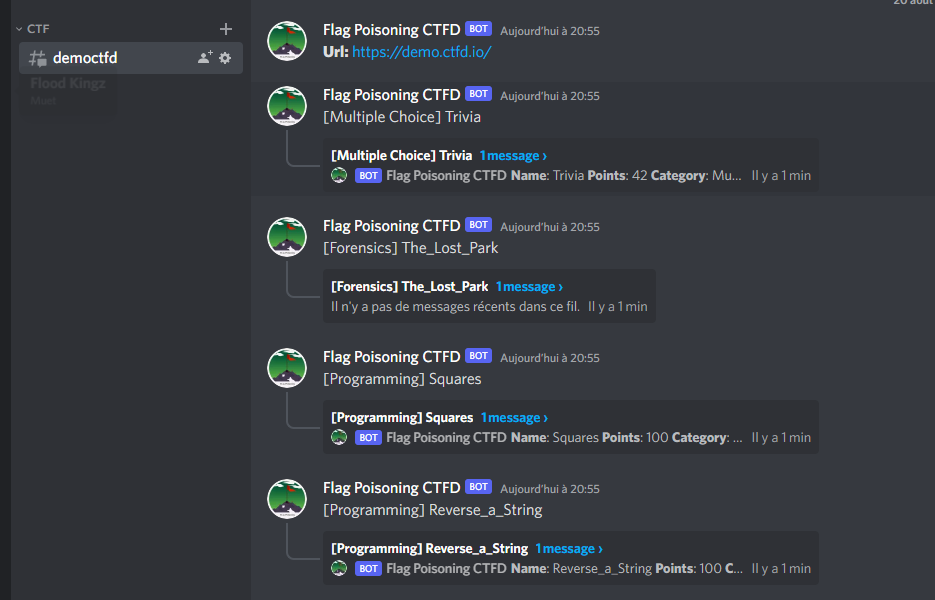 20 août
CTF
democtfd
Flood Kingz
Muet
Flag Poisoning CTFD BOT Aujourd'hui à 20:55
Url: https://demo.ctfd.io/
Flag Poisoning CTFD BOT Aujourd'hui à 20:55
[Multiple Choice] Trivia
[Multiple Choice] Trivia 1 message ›
BOT Flag Poisoning CTFD Name: Trivia Points: 42 Category: Mu... Il y a 1 min
Flag Poisoning CTFD BOT Aujourd'hui à 20:55
[Forensics] The_Lost_Park
[Forensics] The_Lost_Park 1 message ›
Il n'y a pas de messages récents dans ce fil. Il y a 1 min
Flag Poisoning CTFD BOT Aujourd'hui à 20:55
[Programming] Squares
[Programming] Squares 1 message ›
BOT Flag Poisoning CTFD Name: Squares Points: 100 Category: ... Il y a 1 min
Flag Poisoning CTFD BOT Aujourd'hui à 20:55
[Programming] Reverse_a_String
[Programming] Reverse_a_String 1 message ›
BOT Flag Poisoning CTFD Name: Reverse_a_String Points: 100 C... Il y a 1 min